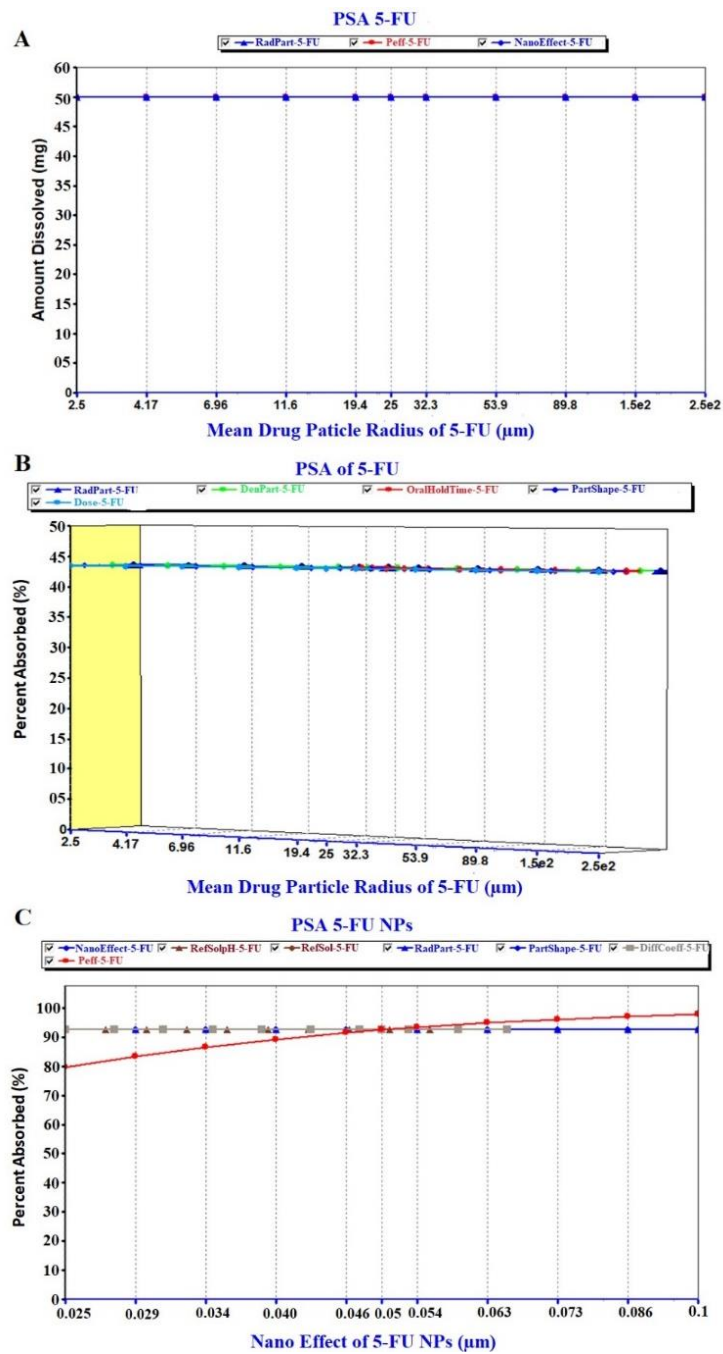 PSA 5-FU
A
RadPart-5-FU Peff-5-FU NanoEffect-5-FU
60
50
45
40
35
30
25
20
15
10
05
0
Amount Dissolved (mg)
2.5 4.17 6.96 11.6 19.4 25 32.3 53.9 89.8 1.5e2 2.5e2
Mean Drug Paticle Radius of 5-FU (µm)
B
PSA of 5-FU
RadPart-5-FU DenPart-5-FU OralHoldTime-5-FU PartShape-5-FU
Dose-5-FU
50
45
40
35
30
25
20
15
10
05
0
Percent Absorbed (%)
2.5 4.17 6.96 11.6 19.4 25 32.3 53.9 89.8 1.5e2 2.5e2
Mean Drug Particle Radius of 5-FU (µm)
C
PSA 5-FU NPs
NanoEffect-5-FU RefSolpH-5-FU RefSol-5-FU RadPart-5-FU PartShape-5-FU DiffCoeff-5-FU
Peff-5-FU
100
90
80
70
60
50
40
30
20
10
0
Percent Absorbed (%)
0.025 0.029 0.034 0.040 0.046 0.05 0.054 0.063 0.073 0.086 0.1
Nano Effect of 5-FU NPs (µm)